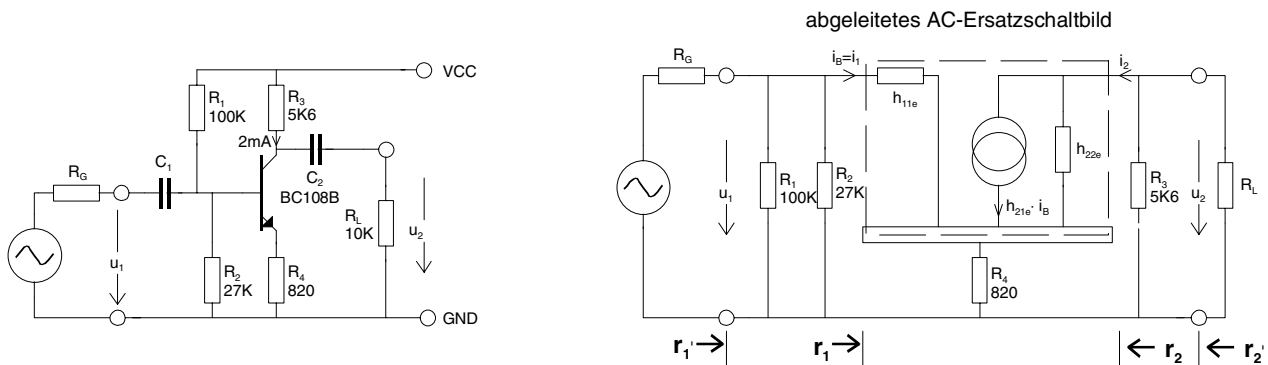 abgeleitetes AC-Ersatzschaltbild
VCC
R1
100K
R3
5K6
2mA
C1
C2
BC108B
RG
RL
10K
u1
u2
R2
27K
R4
820
GND
RG
iB=i1
i2
h11e
h22e
u1
R1
100K
R2
27K
h21e· iB
R3
5K6
u2
RL
R4
820
r1'
r1
r2
r2'